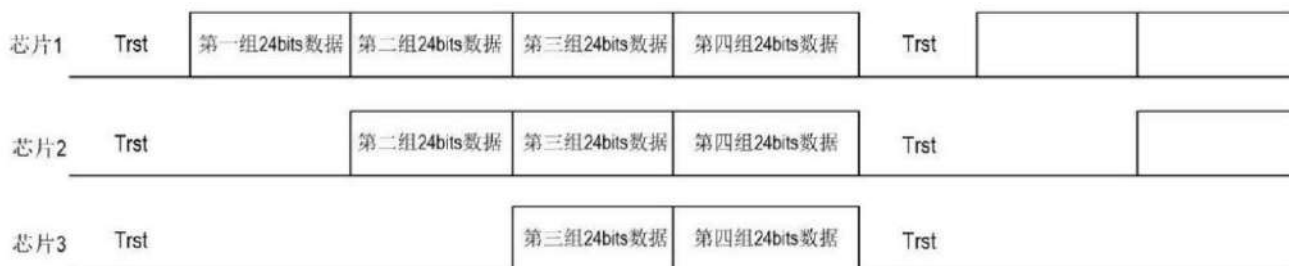 芯片1 Trst 第一组24bits数据 第二组24bits数据 第三组24bits数据 第四组24bits数据 Trst
芯片2 Trst 第二组24bits数据 第三组24bits数据 第四组24bits数据 Trst
芯片3 Trst 第三组24bits数据 第四组24bits数据 Trst